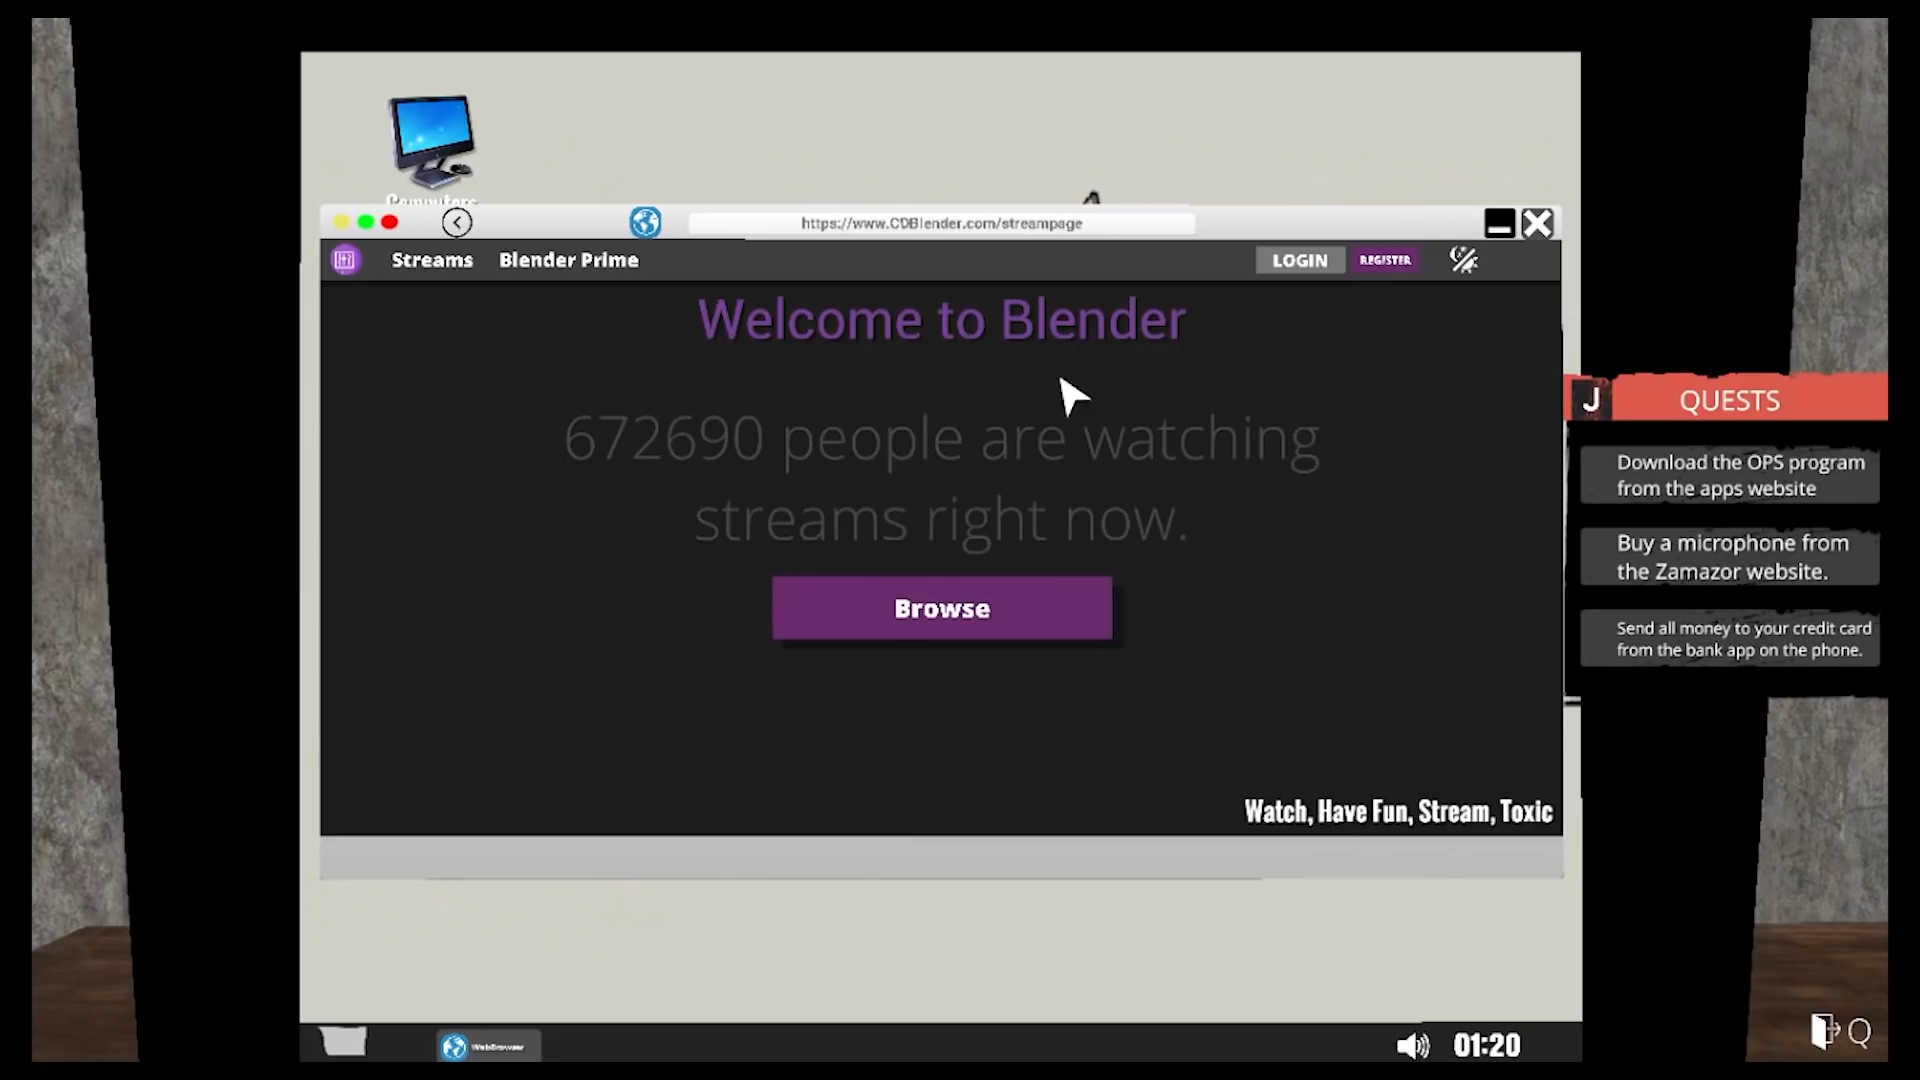 Computers
https://www.CDBlender.com/streampage
Streams
Blender Prime
LOGIN
REGISTER
Welcome to Blender
672690 people are watching
streams right now.
Browse
Watch, Have Fun, Stream, Toxic
J
QUESTS
Download the OPS program
from the apps website
Buy a microphone from
the Zamazor website.
Send all money to your credit card
from the bank app on the phone.
WebBrowser
01:20
Q